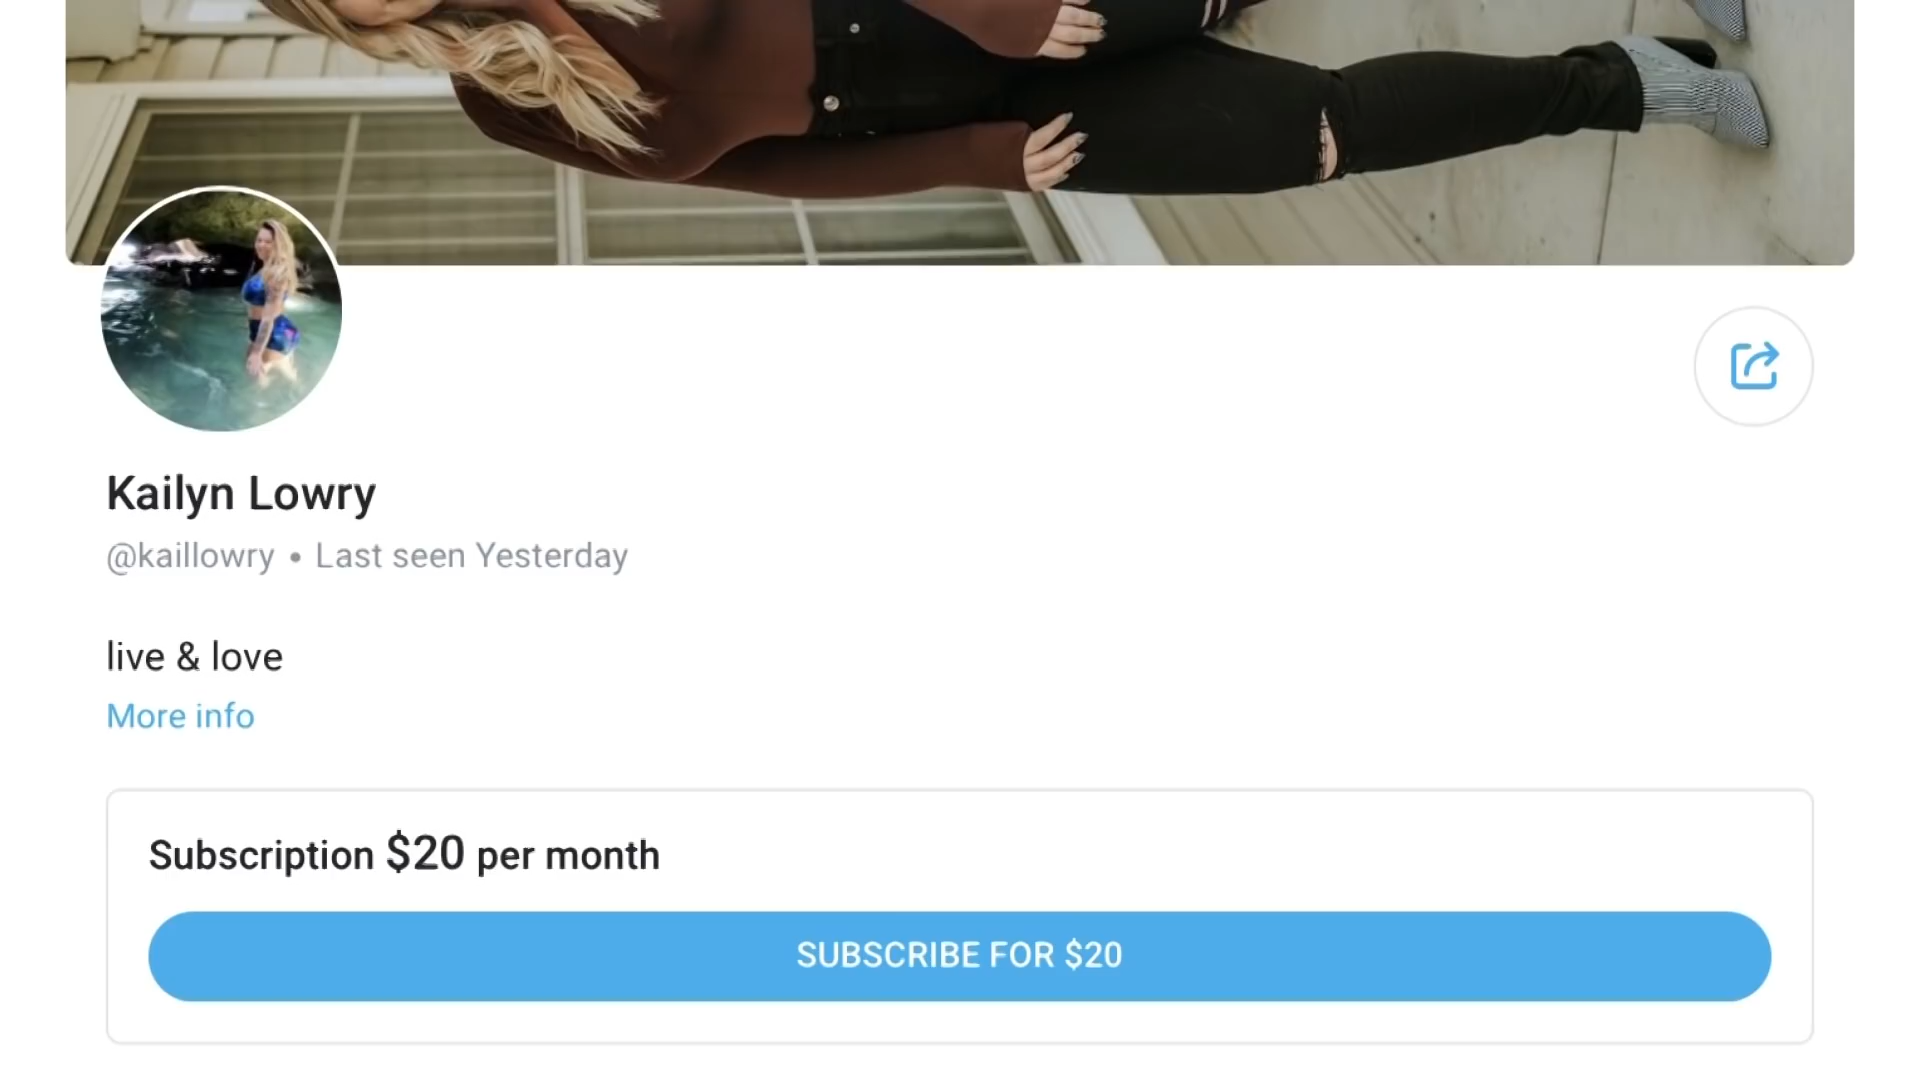 Kailyn Lowry
@kaillowry • Last seen Yesterday
live & love
More info
Subscription $20 per month
SUBSCRIBE FOR $20